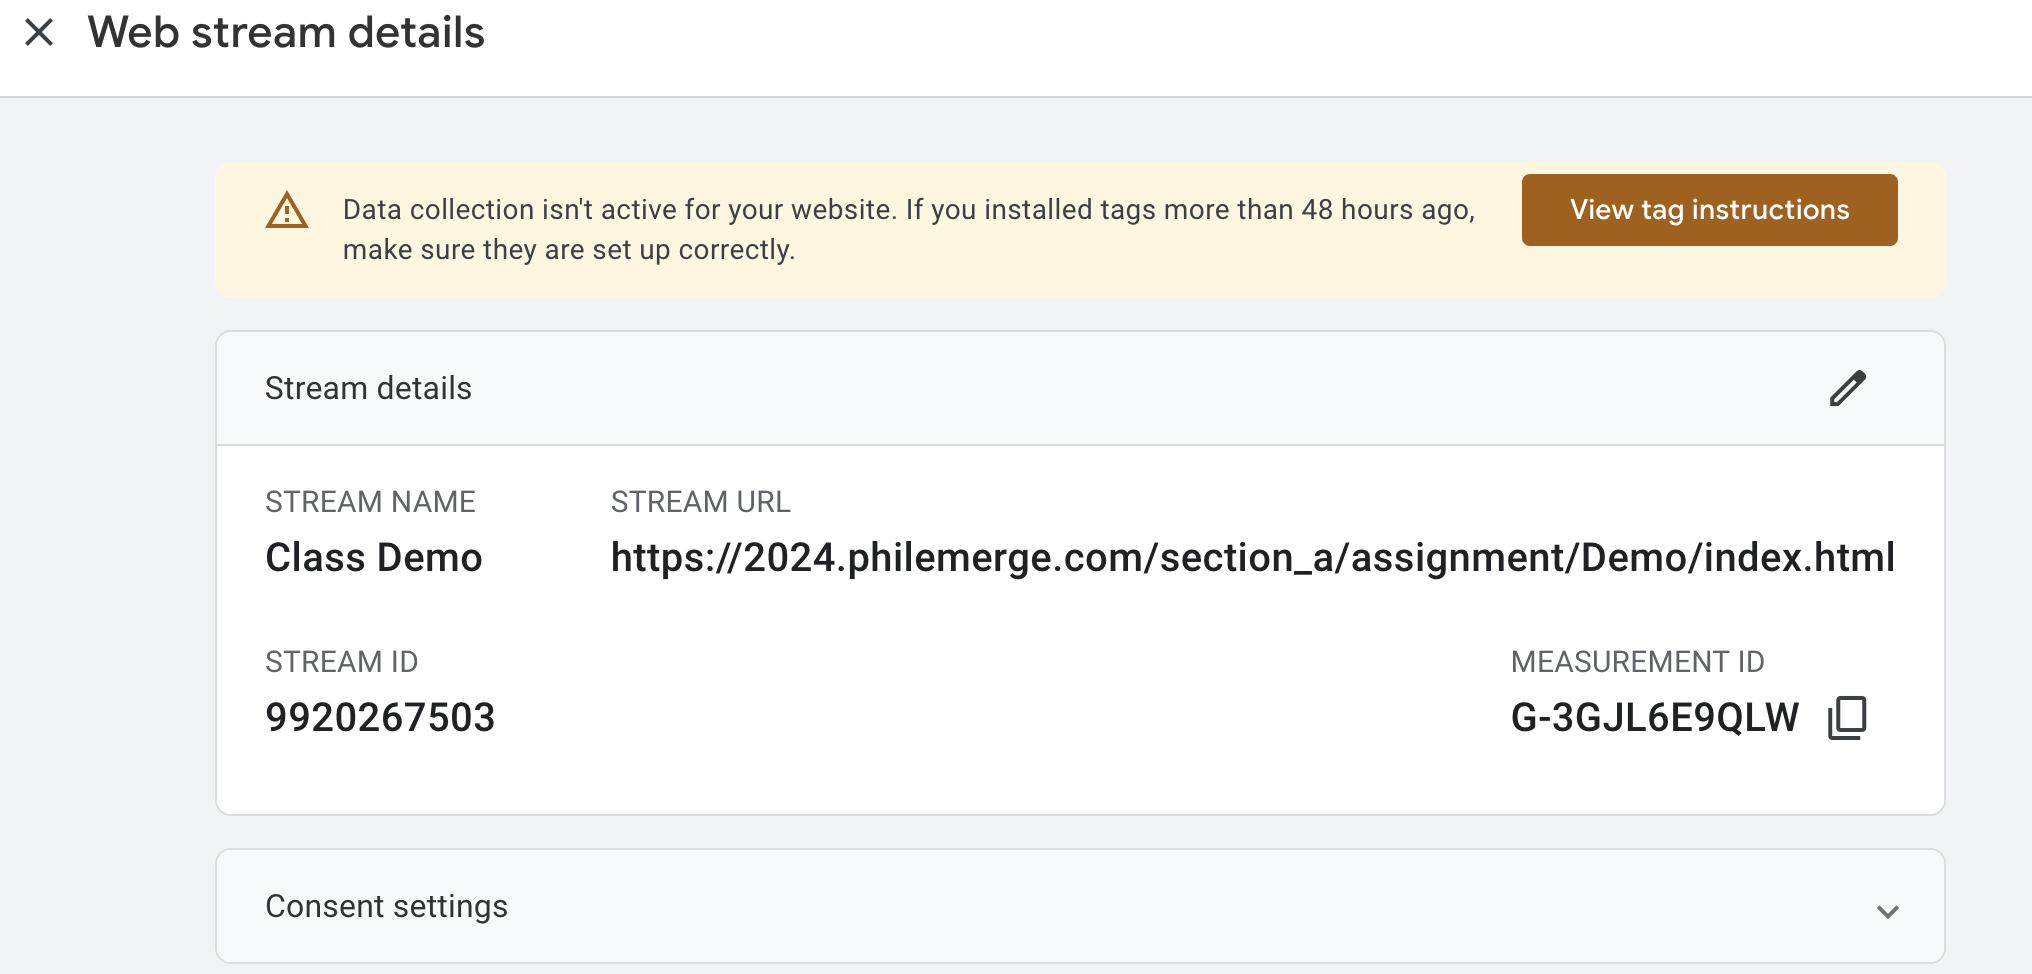 Web stream details
Data collection isn't active for your website. If you installed tags more than 48 hours ago,
make sure they are set up correctly.
View tag instructions
Stream details
STREAM NAME
Class Demo
STREAM URL
https://2024.philemerge.com/section_a/assignment/Demo/index.html
STREAM ID
9920267503
MEASUREMENT ID
G-3GJL6E9QLW
Consent settings